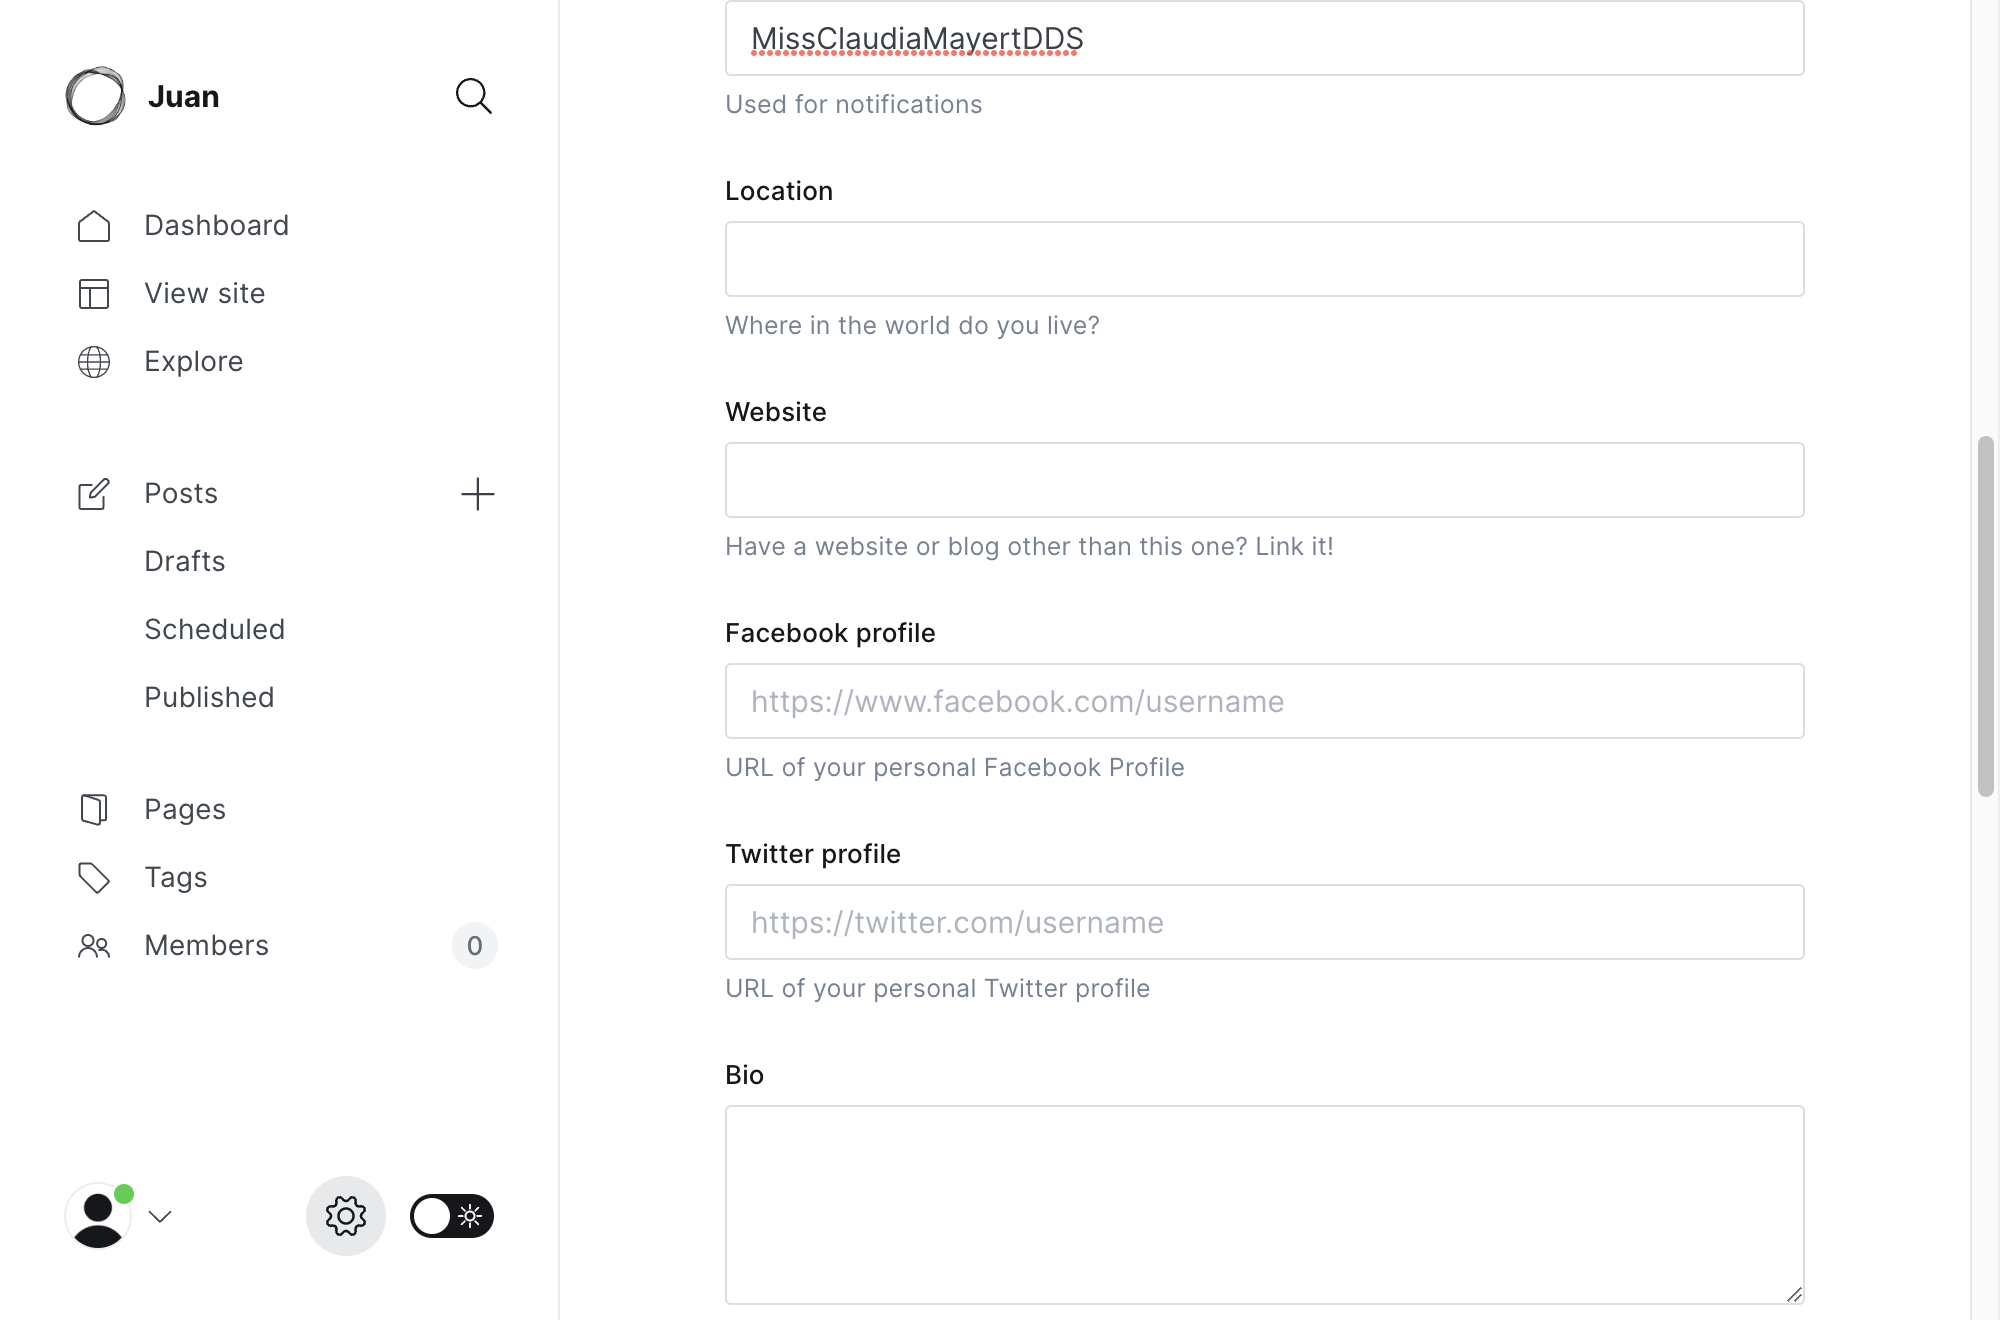 Juan
Dashboard
View site
Explore
Posts
Drafts
Scheduled
Published
Pages
Tags
Members
0
MissClaudiaMayertDDS
Used for notifications
Location
Where in the world do you live?
Website
Have a website or blog other than this one? Link it!
Facebook profile
https://www.facebook.com/username
URL of your personal Facebook Profile
Twitter profile
https://twitter.com/username
URL of your personal Twitter profile
Bio